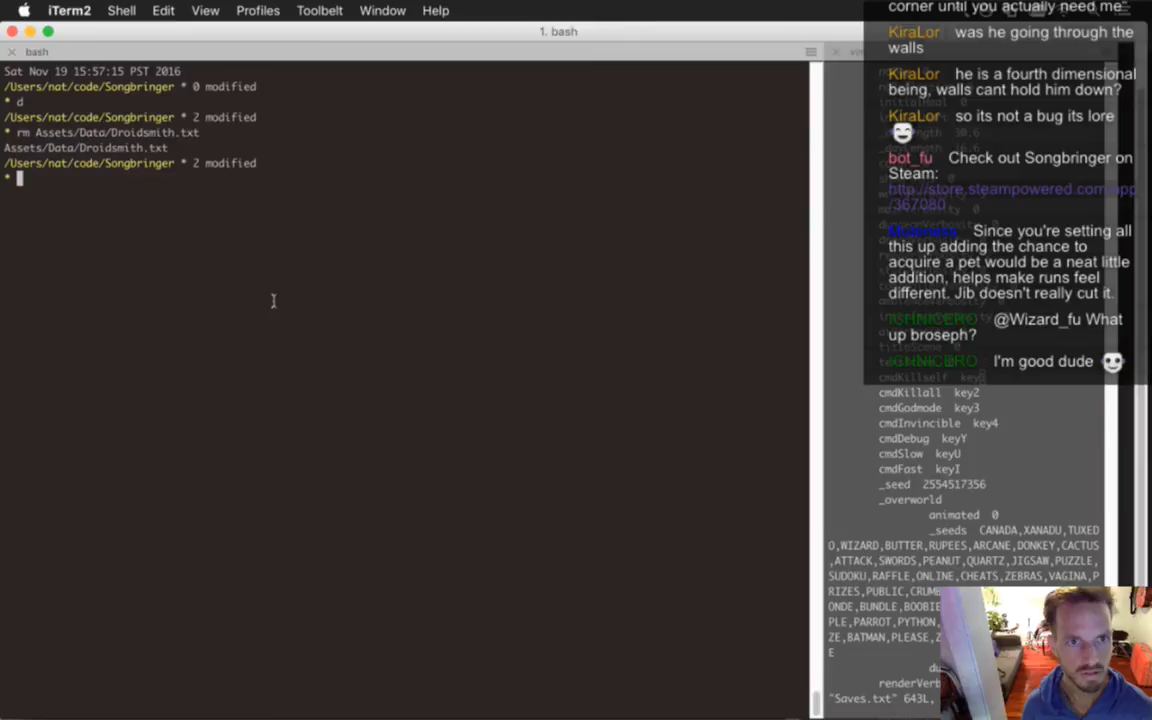 iTerm2 Shell Edit View Profiles Toolbelt Window Help
1. bash
bash
Sat Nov 19 15:57:15 PST 2016
/Users/nat/code/Songbringer * 0 modified
* d
/Users/nat/code/Songbringer * 2 modified
* rm Assets/Data/Droidsmith.txt
Assets/Data/Droidsmith.txt
/Users/nat/code/Songbringer * 2 modified
*
corner until you actually need me"
KiraLor was he going through the
walls
KiraLor he is a fourth dimensional
being, walls cant hold him down?
KiraLor so its not a bug its lore
bot_fu Check out Songbringer on
Steam:
http://store.steampowered.com/app
/367080
Since you're setting all
this up adding the chance to
acquire a pet would be a neat little
addition, helps make runs feel
different. Jib doesn't really cut it.
@Wizard_fu What
up broseph?
I'm good dude
cmdKillself
cmdKillall key2
cmdGodmode key3
cmdInvincible key4
cmdDebug keyY
cmdSlow keyU
cmdFast keyI
_seed 2554517356
_overworld
animated 0
_seeds CANADA,XANADU,TUXED
O,WIZARD,BUTTER,RUPEES,ARCANE,DONKEY,CACTUS
,ATTACK,SWORDS,PEANUT,QUARTZ,JIGSAW,PUZZLE,
SUDOKU,RAFFLE,ONLINE,CHEATS,ZEBRAS,VAGINA,P
RIZES,PUBLIC,CRUMB
ONDE,BUNDLE,BOOBIE
PLE,PARROT,PYTHON,
ZE,BATMAN,PLEASE,Z
E
du
renderVerb
"Saves.txt" 643L,